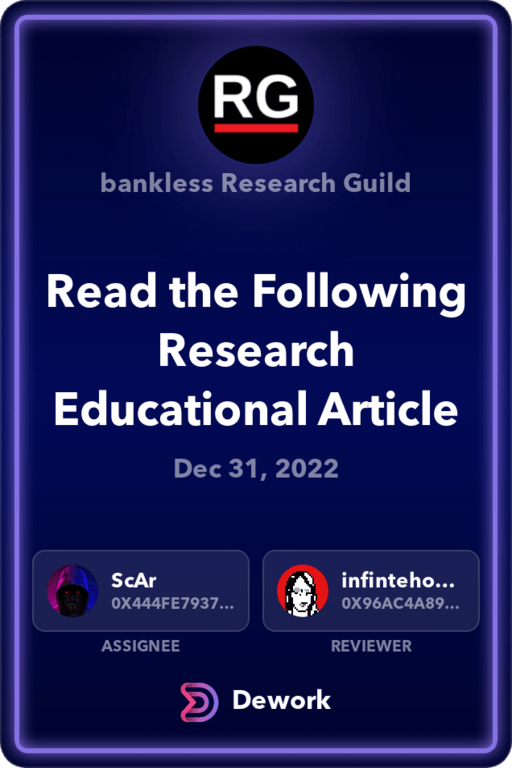 RG
bankless Research Guild
Read the Following
Research
Educational Article
Dec 31, 2022
ScAr
0X444FE7937...
infinteho...
0X96AC4A89...
ASSIGNEE
REVIEWER
Dework